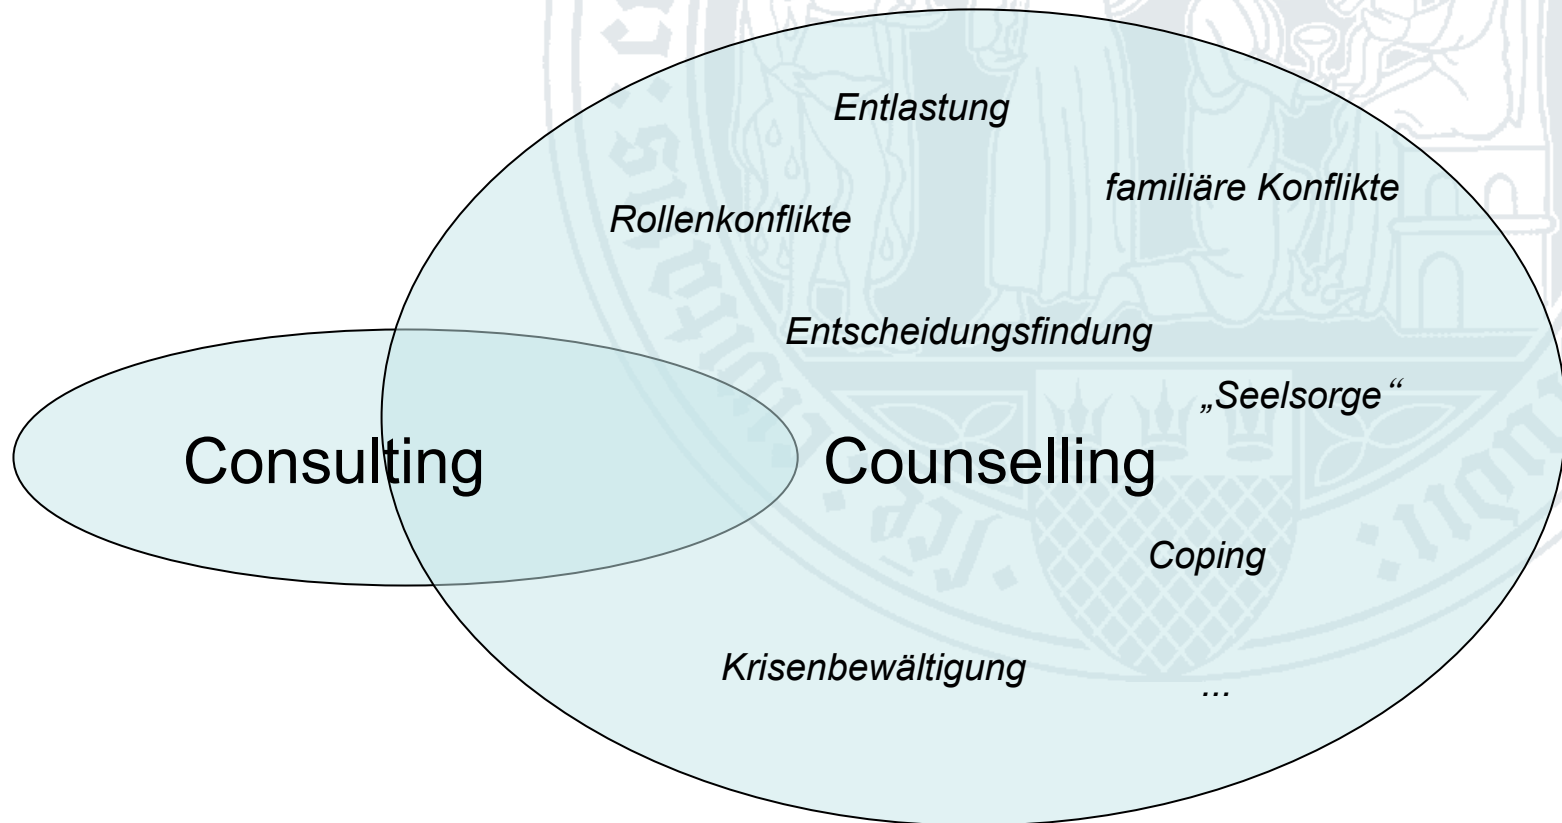 Entlastung
familiäre Konflikte
Rollenkonflikte
Entscheidungsfindung
„Seelsorge“
Consulting
Counselling
Coping
Krisenbewältigung
...